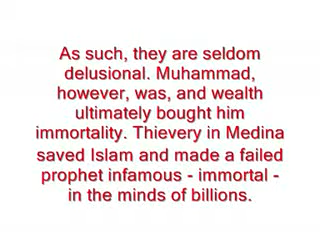 As such, they are seldom
delusional. Muhammad,
however, was, and wealth
ultimately bought him
immortality. Thievery in Medina
saved Islam and made a failed
prophet infamous - immortal -
in the minds of billions.